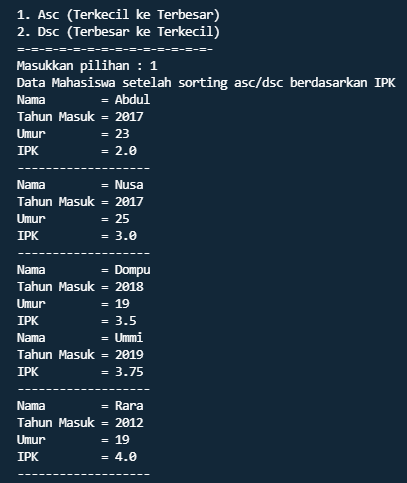 1. Asc (Terkecil ke Terbesar)
2. Dsc (Terbesar ke Terkecil)
=-=-=-=-=-=-=-=-=-=-=-=-=-=-
Masukkan pilihan : 1
Data Mahasiswa setelah sorting asc/dsc berdasarkan IPK
Nama        = Abdul
Tahun Masuk = 2017
Umur        = 23
IPK         = 2.0
-------------------
Nama        = Nusa
Tahun Masuk = 2017
Umur        = 25
IPK         = 3.0
-------------------
Nama        = Dompu
Tahun Masuk = 2018
Umur        = 19
IPK         = 3.5
Nama        = Ummi
Tahun Masuk = 2019
IPK         = 3.75
-------------------
Nama        = Rara
Tahun Masuk = 2012
Umur        = 19
IPK         = 4.0
-------------------